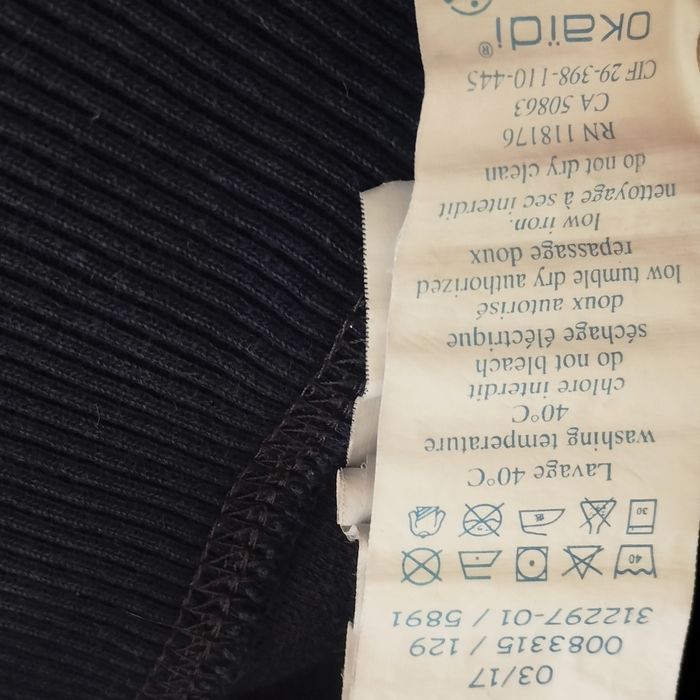 03/17
0083315 / 129
312297-01 / 5891
40
30
Lavage 40°C
washing temperature
40°C
chlore interdit
do not bleach
séchage électrique
doux autorisé
low tumble dry authorized
repassage doux
low iron.
nettoyage à sec interdit
do not dry clean
RN 118176
CA 50863
CIF 29-398-110-445
okaïdi®